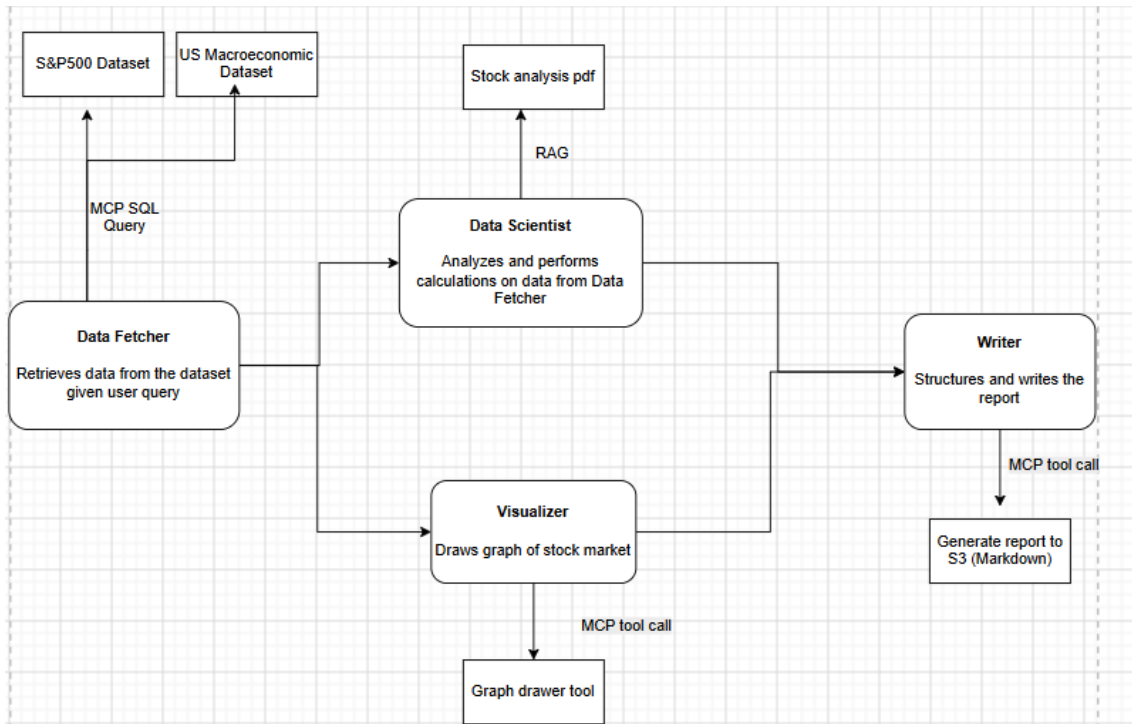 S&P500 Dataset
US Macroeconomic
Dataset
Stock analysis pdf
RAG
MCP SQL
Query
Data Scientist
Analyzes and performs
calculations on data from Data
Fetcher
Data Fetcher
Retrieves data from the dataset
given user query
Writer
Structures and writes the
report
MCP tool call
Visualizer
Draws graph of stock market
Generate report to
S3 (Markdown)
MCP tool call
Graph drawer tool